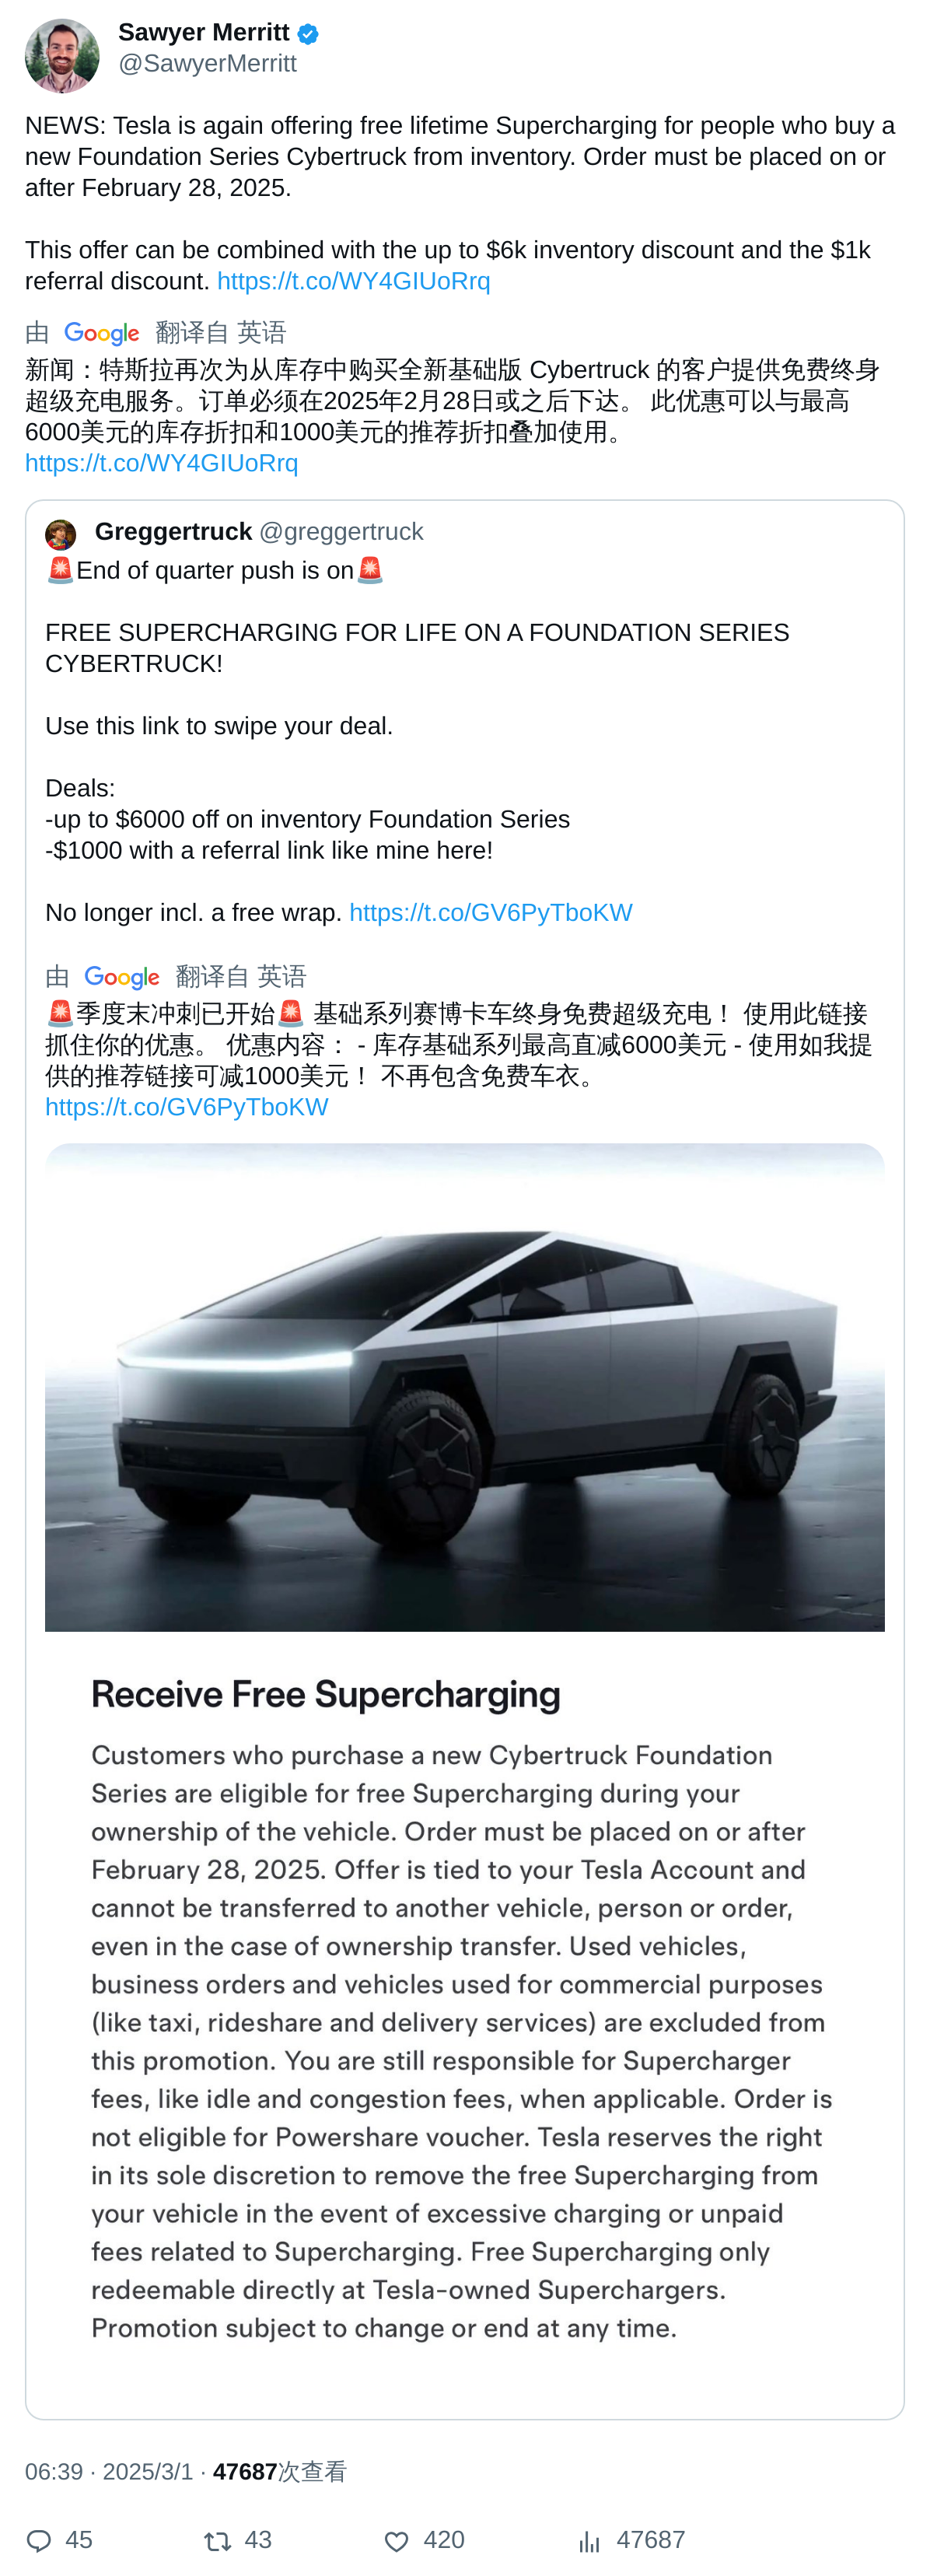 Sawyer Merritt
@SawyerMerritt
NEWS: Tesla is again offering free lifetime Supercharging for people who buy a
new Foundation Series Cybertruck from inventory. Order must be placed on or
after February 28, 2025.
This offer can be combined with the up to $6k inventory discount and the $1k
referral discount. https://t.co/WY4GIUoRrq
由 Google 翻译自 英语
新闻：特斯拉再次为从库存中购买全新基础版 Cybertruck 的客户提供免费终身
超级充电服务。订单必须在2025年2月28日或之后下达。 此优惠可以与最高
6000美元的库存折扣和1000美元的推荐折扣叠加使用。
https://t.co/WY4GIUoRrq
Greggertruck @greggertruck
🚨End of quarter push is on🚨
FREE SUPERCHARGING FOR LIFE ON A FOUNDATION SERIES
CYBERTRUCK!
Use this link to swipe your deal.
Deals:
-up to $6000 off on inventory Foundation Series
-$1000 with a referral link like mine here!
No longer incl. a free wrap. https://t.co/GV6PyTboKW
由 Google 翻译自 英语
🚨季度末冲刺已开始🚨 基础系列赛博卡车终身免费超级充电！ 使用此链接
抓住你的优惠。 优惠内容： - 库存基础系列最高直减6000美元 - 使用如我提
供的推荐链接可减1000美元！ 不再包含免费车衣。
https://t.co/GV6PyTboKW
Receive Free Supercharging
Customers who purchase a new Cybertruck Foundation
Series are eligible for free Supercharging during your
ownership of the vehicle. Order must be placed on or after
February 28, 2025. Offer is tied to your Tesla Account and
cannot be transferred to another vehicle, person or order,
even in the case of ownership transfer. Used vehicles,
business orders and vehicles used for commercial purposes
(like taxi, rideshare and delivery services) are excluded from
this promotion. You are still responsible for Supercharger
fees, like idle and congestion fees, when applicable. Order is
not eligible for Powershare voucher. Tesla reserves the right
in its sole discretion to remove the free Supercharging from
your vehicle in the event of excessive charging or unpaid
fees related to Supercharging. Free Supercharging only
redeemable directly at Tesla-owned Superchargers.
Promotion subject to change or end at any time.
06:39 · 2025/3/1 · 47687次查看
45 43 420 47687